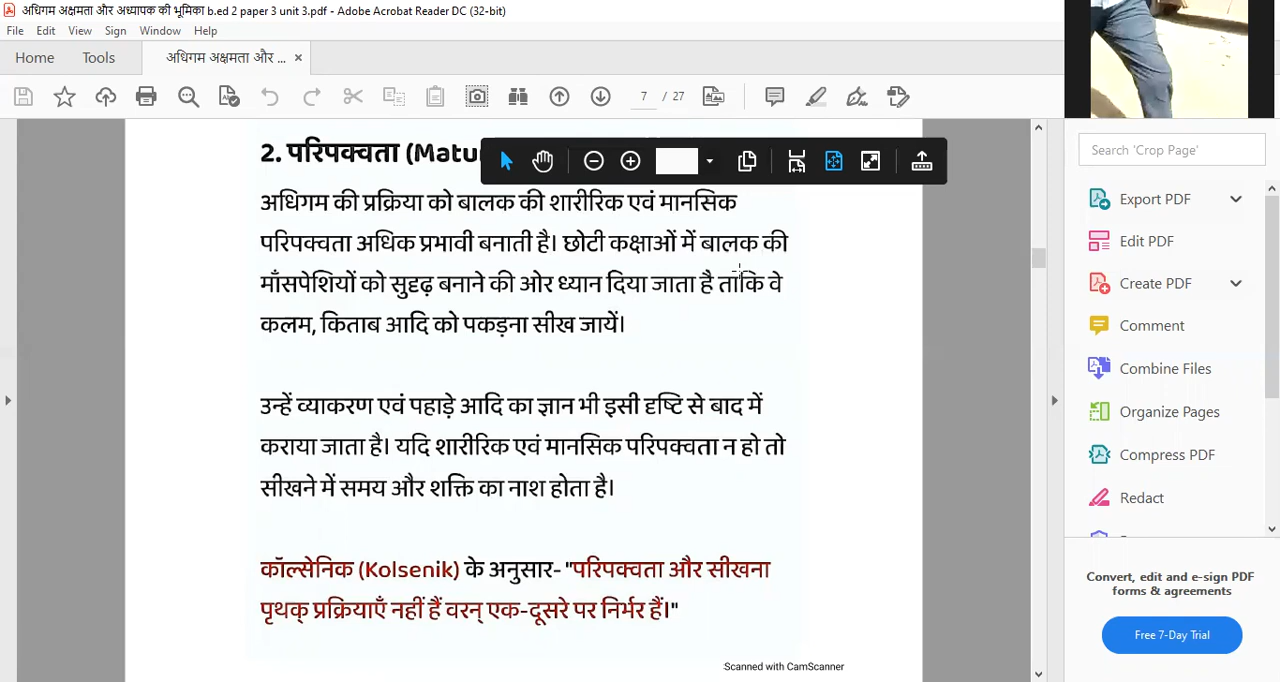 अधिगम अक्षमता और अध्यापक की भूमिका b.ed 2 paper 3 unit 3.pdf - Adobe Acrobat Reader DC (32-bit)
File Edit View Sign Window Help
Home Tools अधिगम अक्षमता और ... ×
7 / 27
Search 'Crop Page'
2. परिपक्वता (Matu
अधिगम की प्रक्रिया को बालक की शारीरिक एवं मानसिक
परिपक्वता अधिक प्रभावी बनाती है। छोटी कक्षाओं में बालक की
माँसपेशियों को सुदृढ़ बनाने की ओर ध्यान दिया जाता है ताकि वे
कलम, किताब आदि को पकड़ना सीख जायें।
उन्हें व्याकरण एवं पहाड़े आदि का ज्ञान भी इसी दृष्टि से बाद में
कराया जाता है। यदि शारीरिक एवं मानसिक परिपक्वता न हो तो
सीखने में समय और शक्ति का नाश होता है।
कॉल्सेनिक (Kolsenik) के अनुसार- "परिपक्वता और सीखना
पृथक् प्रक्रियाएँ नहीं हैं वरन् एक-दूसरे पर निर्भर हैं।"
Scanned with CamScanner
Export PDF
Edit PDF
Create PDF
Comment
Combine Files
Organize Pages
Compress PDF
Redact
Convert, edit and e-sign PDF
forms & agreements
Free 7-Day Trial